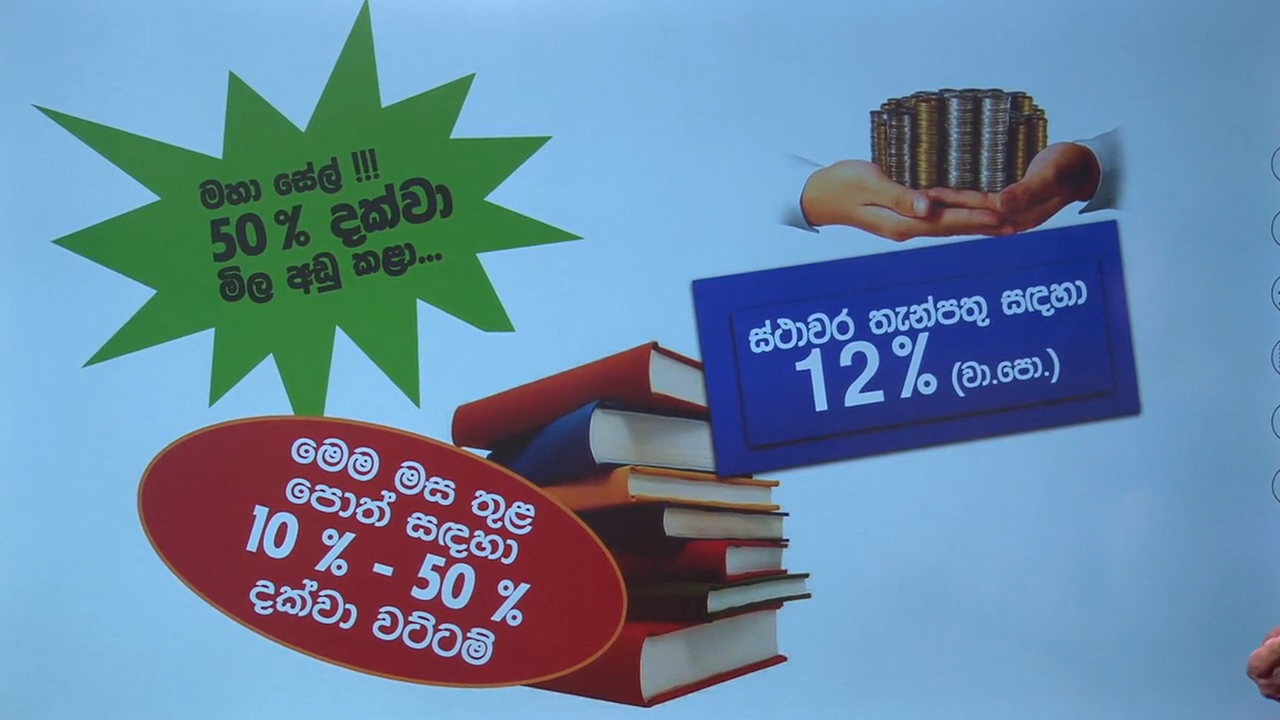 මහා සේල් !!!
50 % දක්වා
මිල අඩු කළා...
ස්ථාවර තැන්පතු සඳහා
12% (වා.පො.)
මෙම මස තුළ
පොත් සඳහා
10 % - 50 %
දක්වා වට්ටම්